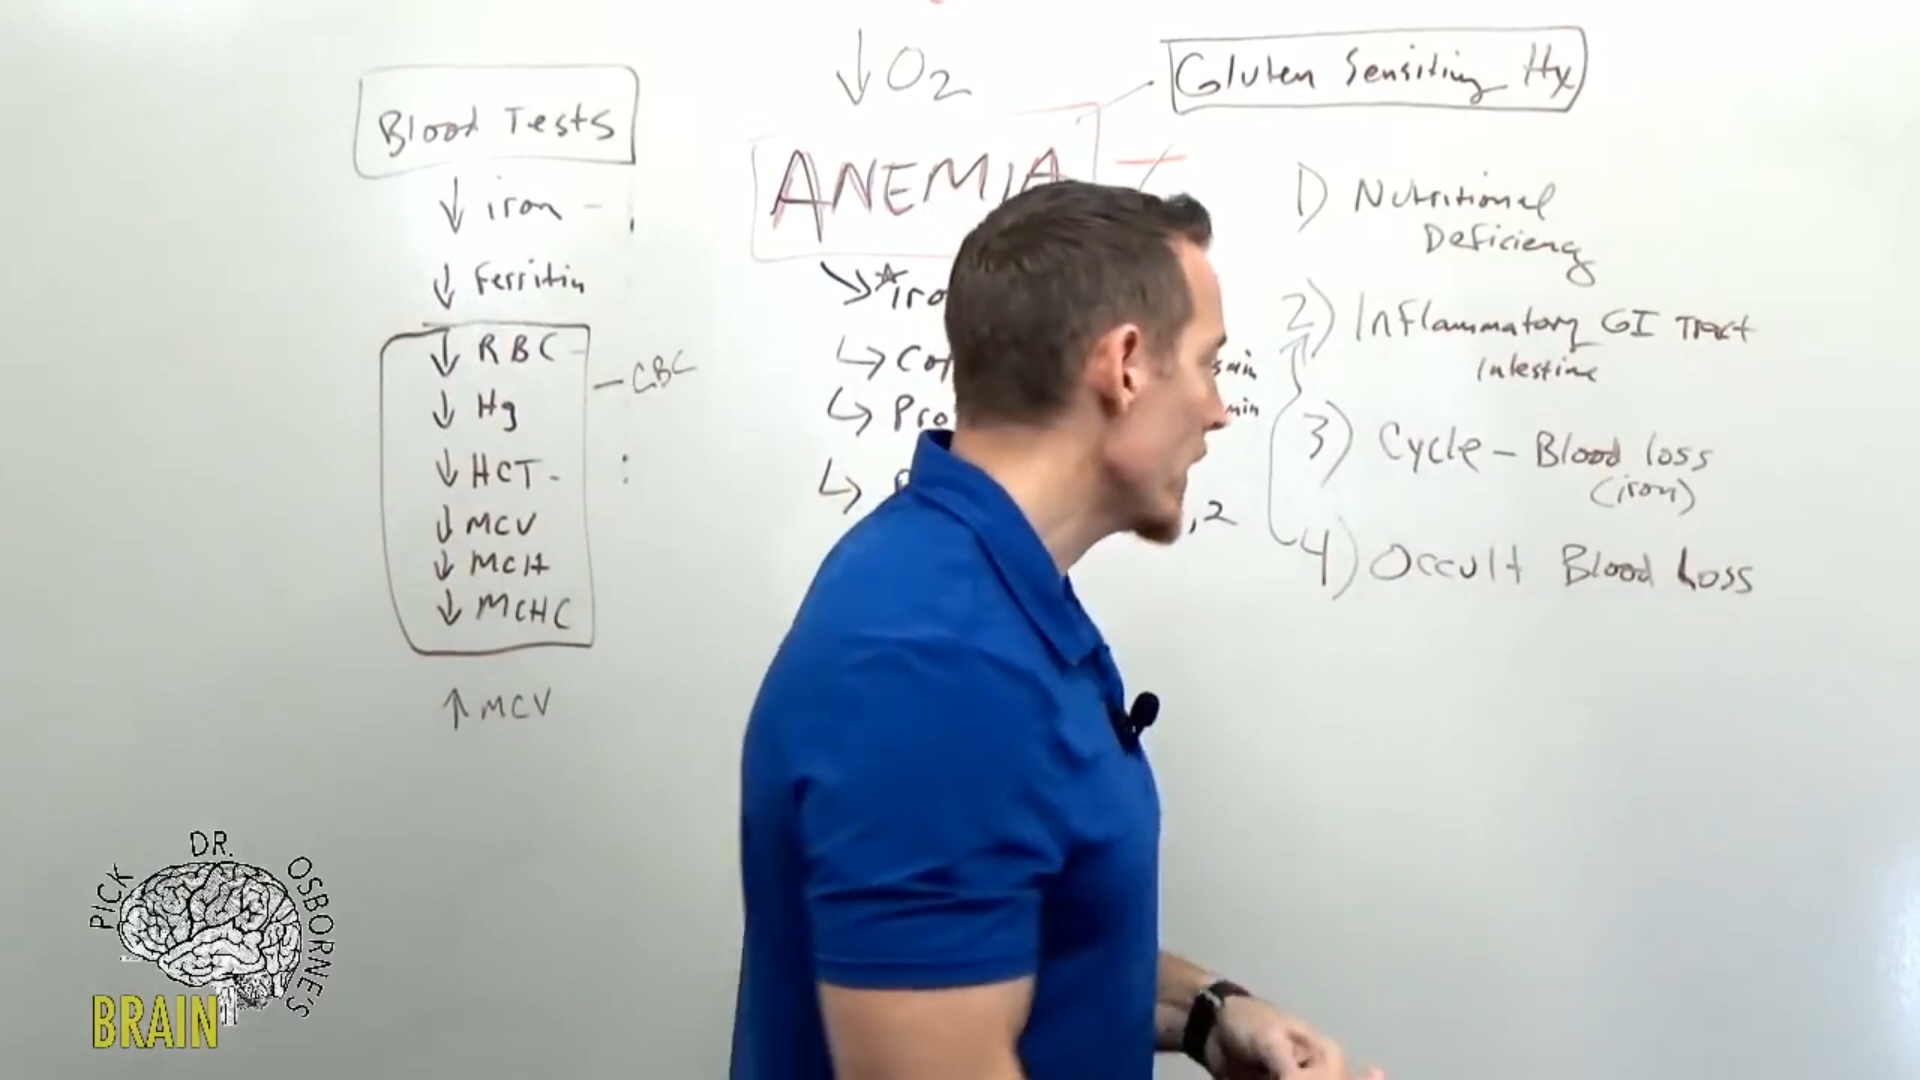 Blood Tests
↓ iron -
↓ Ferritin
↓ RBC -
↓ Hg
↓ HCT -
↓ MCV
↓ MCH
↓ MCHC
— CBC
↑ MCV
↓ O2
ANEMIA
Gluten Sensitivity Hx
1) Nutritional
Deficiency
2) Inflammatory GI Tract
Intestine
3) Cycle - Blood loss
(iron)
4) Occult Blood Loss
PICK DR. OSBORNE'S
BRAIN